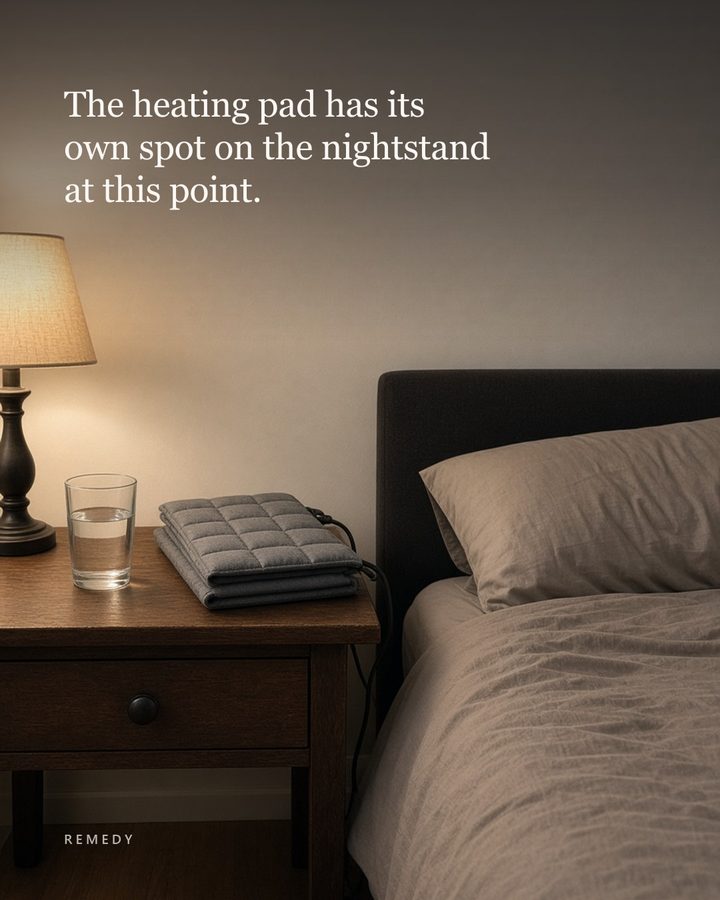 The heating pad has its
own spot on the nightstand
at this point.
REMEDY